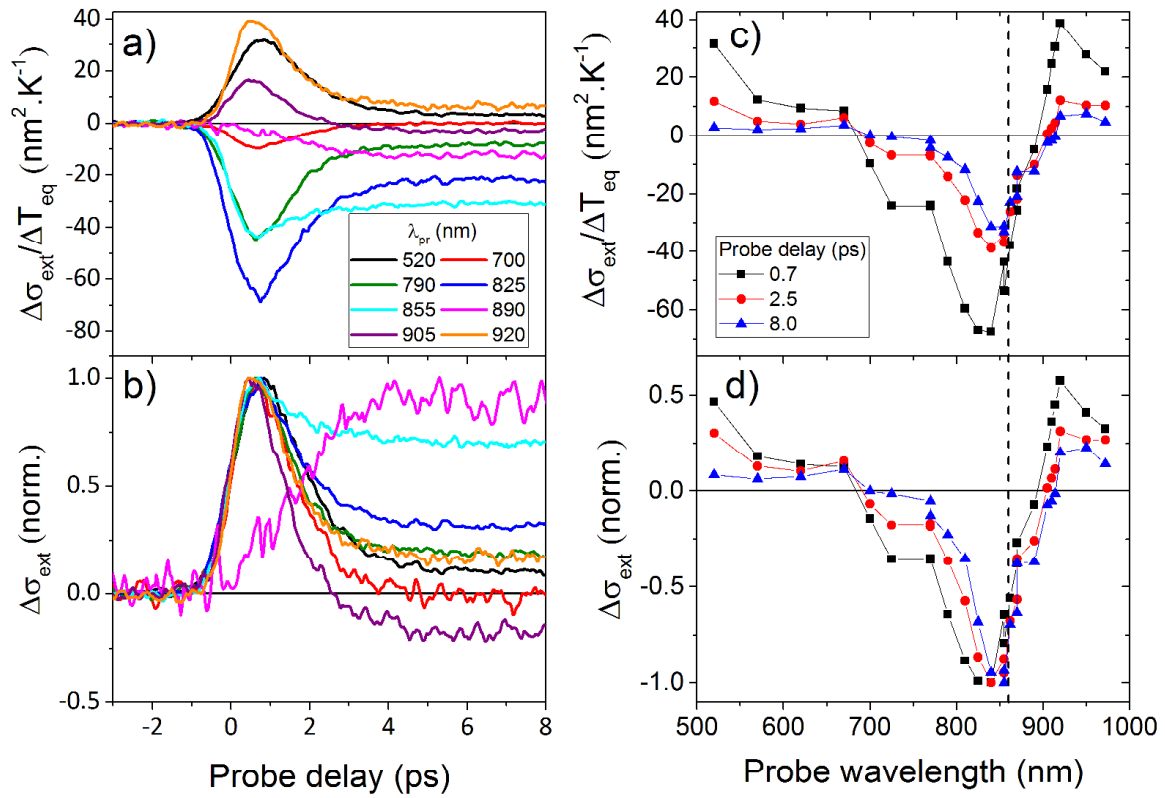 a)
Δσext/ΔTeq (nm2.K-1)
40
20
0
-20
-40
-60
-80
λpr (nm)
520 700
790 825
855 890
905 920
b)
Δσext (norm.)
1.0
0.5
0.0
-0.5
-2 0 2 4 6 8
Probe delay (ps)
c)
Δσext/ΔTeq (nm2.K-1)
40
20
0
-20
-40
-60
Probe delay (ps)
0.7
2.5
8.0
d)
Δσext (norm.)
0.5
0.0
-0.5
-1.0
500 600 700 800 900 1000
Probe wavelength (nm)